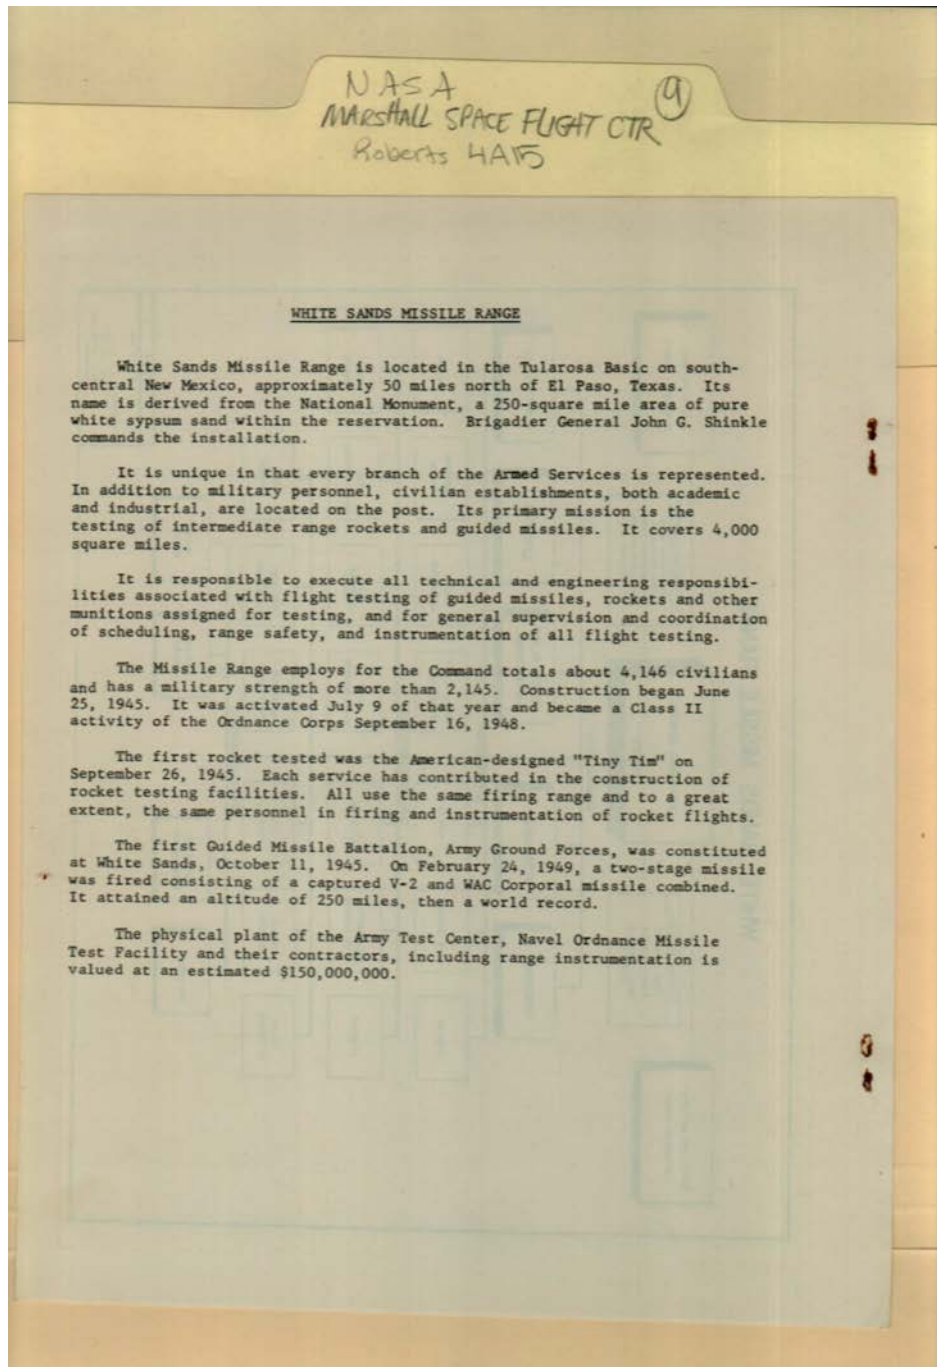 NASA
9
MARSHALL SPACE FLIGHT CTR
Roberts 4A15
WHITE SANDS MISSILE RANGE
White Sands Missile Range is located in the Tularosa Basic on south-
central New Mexico, approximately 50 miles north of El Paso, Texas. Its
name is derived from the National Monument, a 250-square mile area of pure
white sypsum sand within the reservation. Brigadier General John G. Shinkle
commands the installation.
It is unique in that every branch of the Armed Services is represented.
In addition to military personnel, civilian establishments, both academic
and industrial, are located on the post. Its primary mission is the
testing of intermediate range rockets and guided missiles. It covers 4,000
square miles.
It is responsible to execute all technical and engineering responsibi-
lities associated with flight testing of guided missiles, rockets and other
munitions assigned for testing, and for general supervision and coordination
of scheduling, range safety, and instrumentation of all flight testing.
The Missile Range employs for the Command totals about 4,146 civilians
and has a military strength of more than 2,145. Construction began June
25, 1945. It was activated July 9 of that year and became a Class II
activity of the Ordnance Corps September 16, 1948.
The first rocket tested was the American-designed "Tiny Tim" on
September 26, 1945. Each service has contributed in the construction of
rocket testing facilities. All use the same firing range and to a great
extent, the same personnel in firing and instrumentation of rocket flights.
The first Guided Missile Battalion, Army Ground Forces, was constituted
at White Sands, October 11, 1945. On February 24, 1949, a two-stage missile
was fired consisting of a captured V-2 and WAC Corporal missile combined.
It attained an altitude of 250 miles, then a world record.
The physical plant of the Army Test Center, Navel Ordnance Missile
Test Facility and their contractors, including range instrumentation is
valued at an estimated $150,000,000.